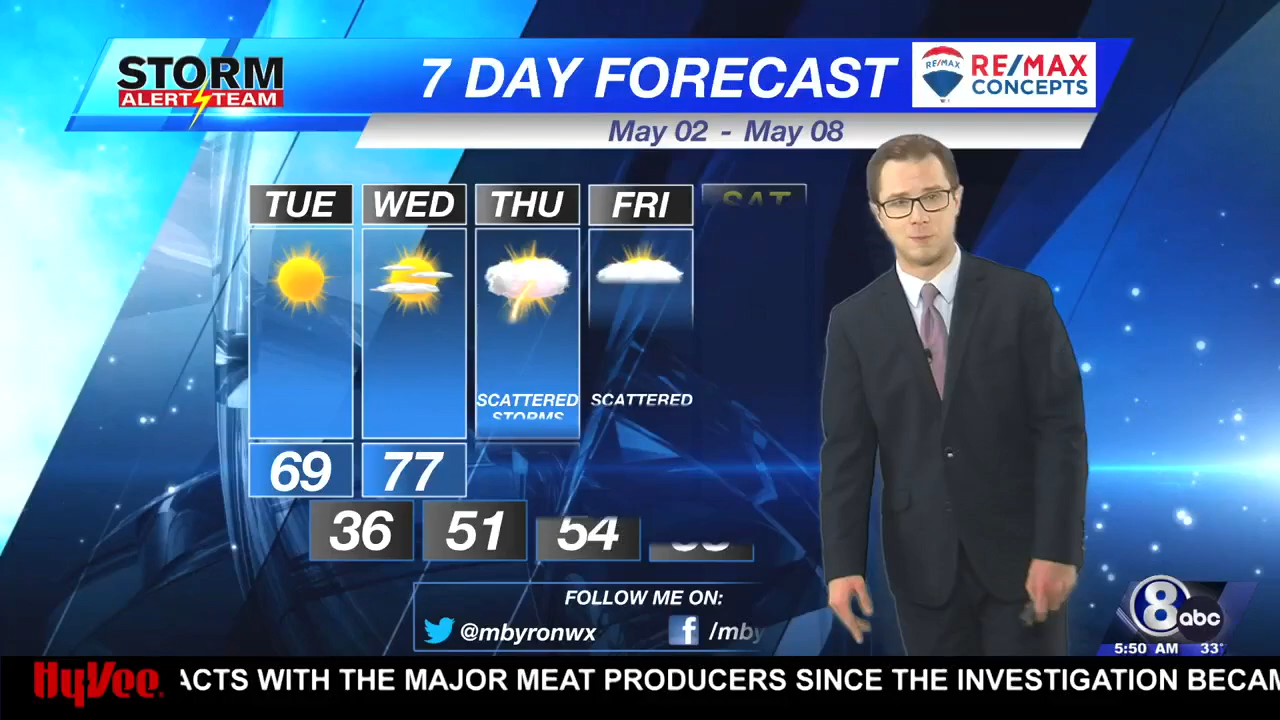 STORM
ALERT TEAM
7 DAY FORECAST
RE/MAX
RE/MAX
CONCEPTS
May 02 - May 08
TUE
WED
THU
FRI
SAT
SCATTERED
STORMS
SCATTERED
69
77
36
51
54
FOLLOW ME ON:
@mbyronwx
f
/mby
8
abc
5:50 AM 33°
HyVee
ACTS WITH THE MAJOR MEAT PRODUCERS SINCE THE INVESTIGATION BECAM